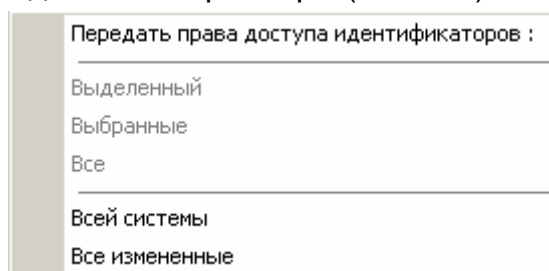 Передать права доступа идентификаторов :
Выделенный
Выбранные
Все
Всей системы
Все измененные